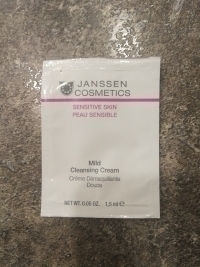 JANSSEN
COSMETICS
SENSITIVE SKIN
PEAU SENSIBLE
Mild
Cleansing Cream
Crème Démaquillante
Douce
NET WT. 0.05 OZ. 1,5 ml ℮